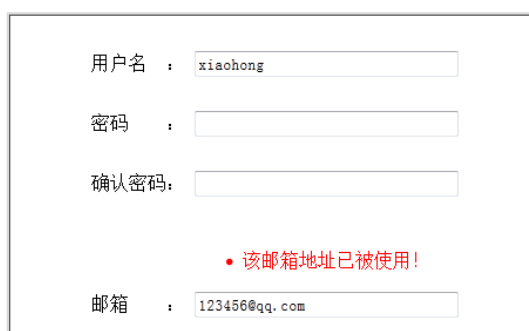 用户名 : xiaohong
密码 :
确认密码:
• 该邮箱地址已被使用!
邮箱 : 123456@qq.com